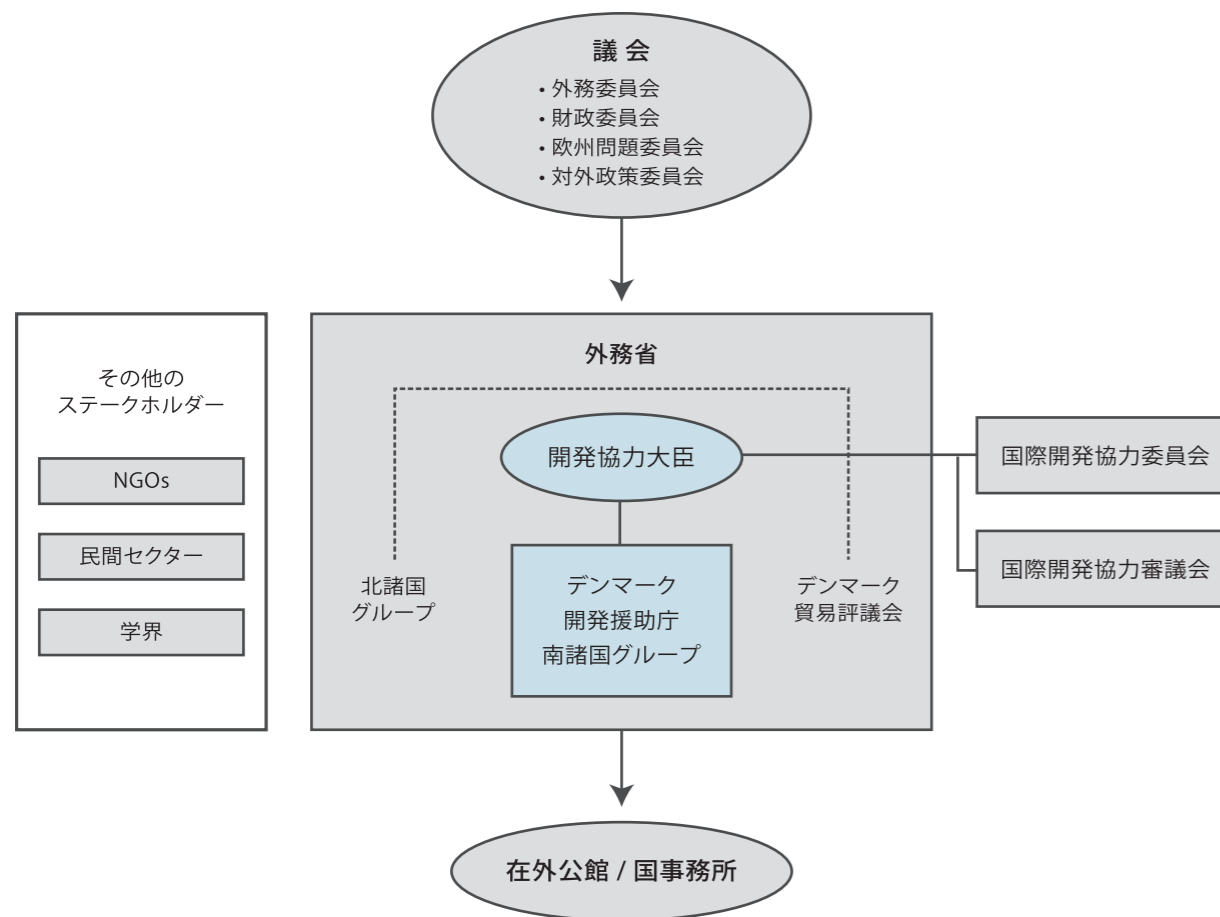 議 会
・外務委員会
・財政委員会
・欧州問題委員会
・対外政策委員会
その他の
ステークホルダー
NGOs
民間セクター
学界
外務省
開発協力大臣
北諸国
グループ
デンマーク
開発援助庁
南諸国グループ
デンマーク
貿易評議会
国際開発協力委員会
国際開発協力審議会
在外公館 / 国事務所